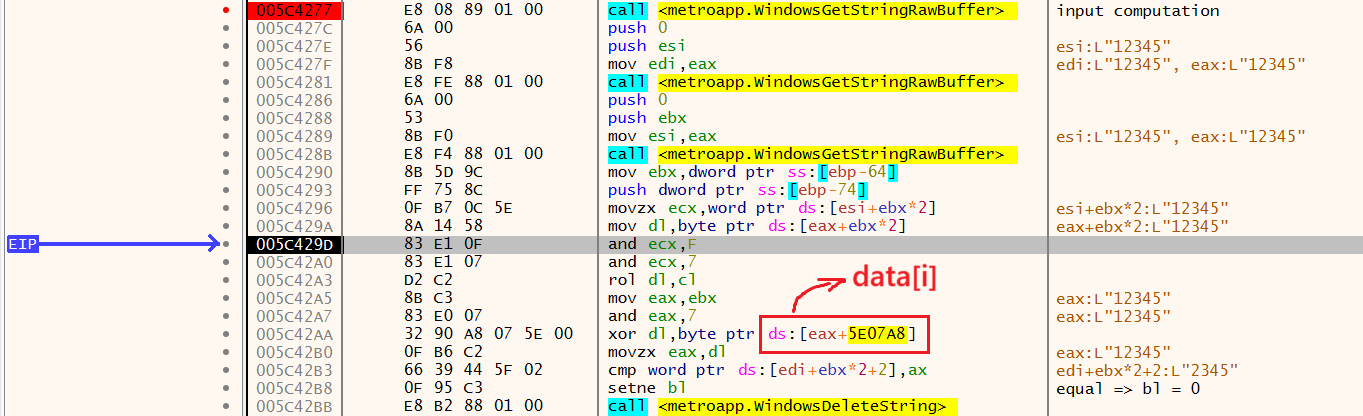 005C4277 E8 08 89 01 00 call <metroapp.WindowsGetStringRawBuffer> input computation
005C427C 6A 00 push 0
005C427E 56 push esi esi:L"12345"
005C427F 8B F8 mov edi,eax edi:L"12345", eax:L"12345"
005C4281 E8 FE 88 01 00 call <metroapp.WindowsGetStringRawBuffer>
005C4286 6A 00 push 0
005C4288 53 push ebx
005C4289 8B F0 mov esi,eax esi:L"12345", eax:L"12345"
005C428B E8 F4 88 01 00 call <metroapp.WindowsGetStringRawBuffer>
005C4290 8B 5D 9C mov ebx,dword ptr ss:[ebp-64]
005C4293 FF 75 8C push dword ptr ss:[ebp-74]
005C4296 0F B7 0C 5E movzx ecx,word ptr ds:[esi+ebx*2] esi+ebx*2:L"12345"
005C429A 8A 14 58 mov dl,byte ptr ds:[eax+ebx*2] eax+ebx*2:L"12345"
EIP 005C429D 83 E1 0F and ecx,F
005C42A0 83 E1 07 and ecx,7
data[i]
005C42A3 D2 C2 rol dl,cl
005C42A5 8B C3 mov eax,ebx eax:L"12345"
005C42A7 83 E0 07 and eax,7 eax:L"12345"
005C42AA 32 90 A8 07 5E 00 xor dl,byte ptr ds:[eax+5E07A8]
005C42B0 0F B6 C2 movzx eax,dl eax:L"12345"
005C42B3 66 39 44 5F 02 cmp word ptr ds:[edi+ebx*2+2],ax edi+ebx*2+2:L"2345"
005C42B8 0F 95 C3 setne bl equal => bl = 0
005C42BB E8 B2 88 01 00 call <metroapp.WindowsDeleteString>